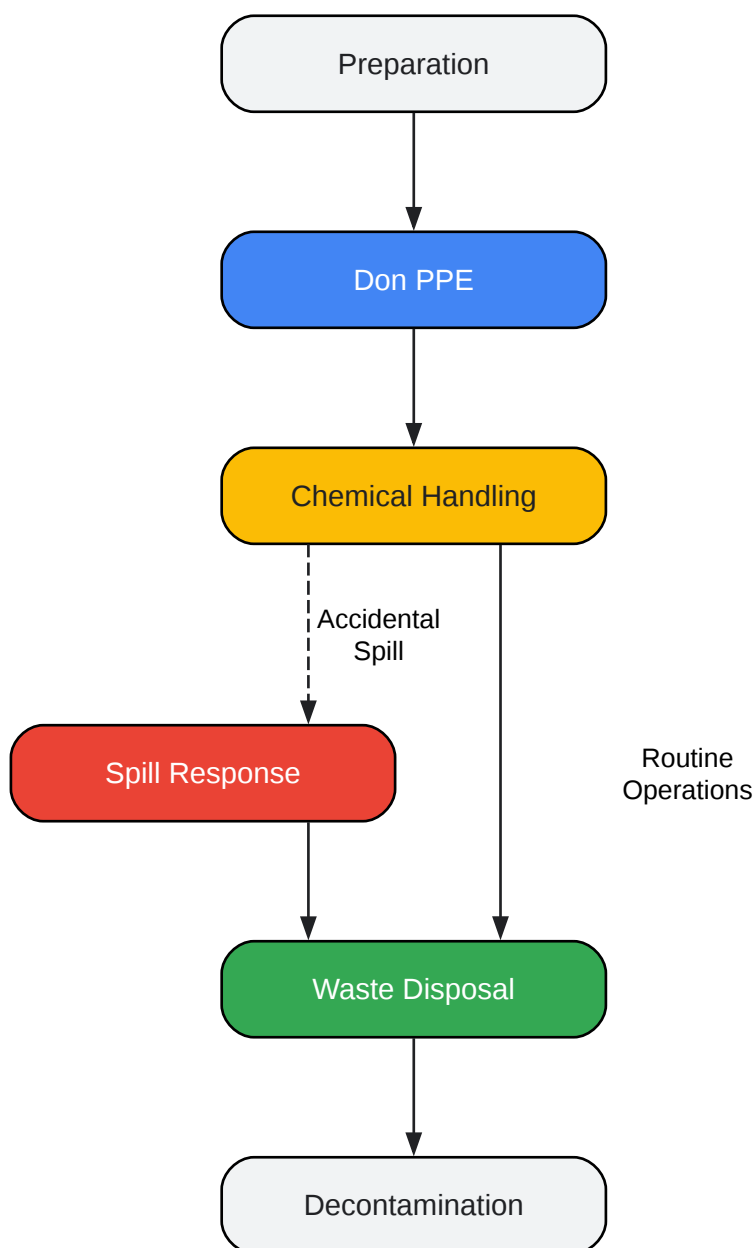 Preparation
Don PPE
Chemical Handling
Accidental
Spill
Spill Response
Routine
Operations
Waste Disposal
Decontamination